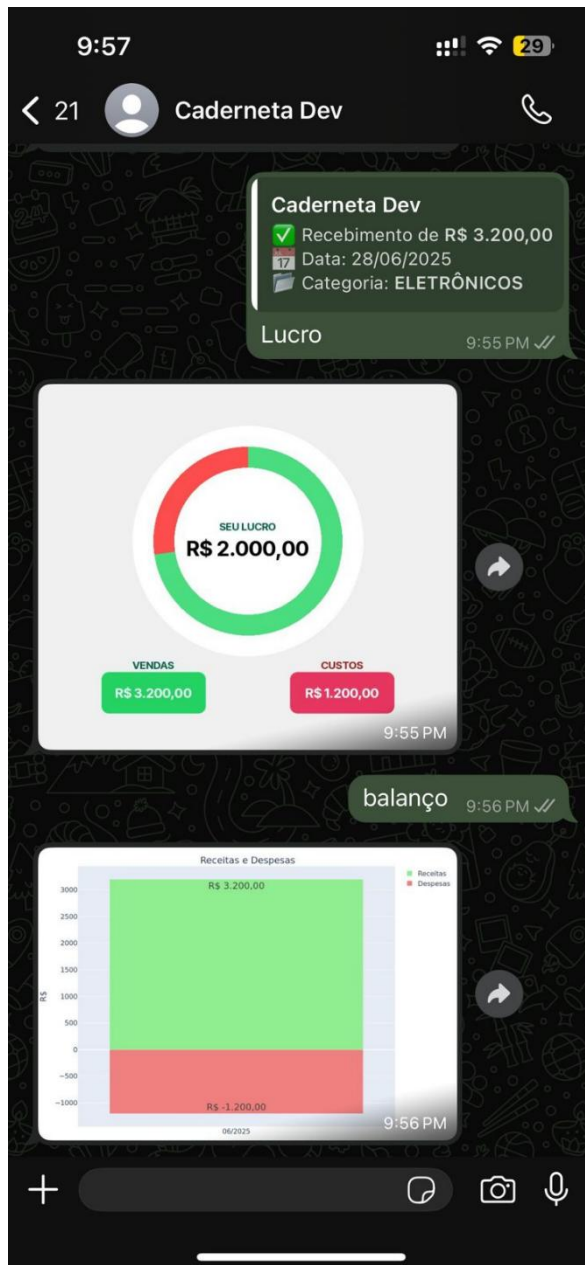 9:57
29
21
Caderneta Dev
Caderneta Dev
✅ Recebimento de R$ 3.200,00
📅 Data: 28/06/2025
📂 Categoria: ELETRÔNICOS
Lucro
9:55 PM
SEU LUCRO
R$ 2.000,00
VENDAS
CUSTOS
R$ 3.200,00
R$ 1.200,00
9:55 PM
balanço
9:56 PM
Receitas e Despesas
Receitas
Despesas
R$ 3.200,00
3000
2500
2000
1500
1000
500
0
−500
−1000
R$
R$ -1.200,00
06/2025
9:56 PM